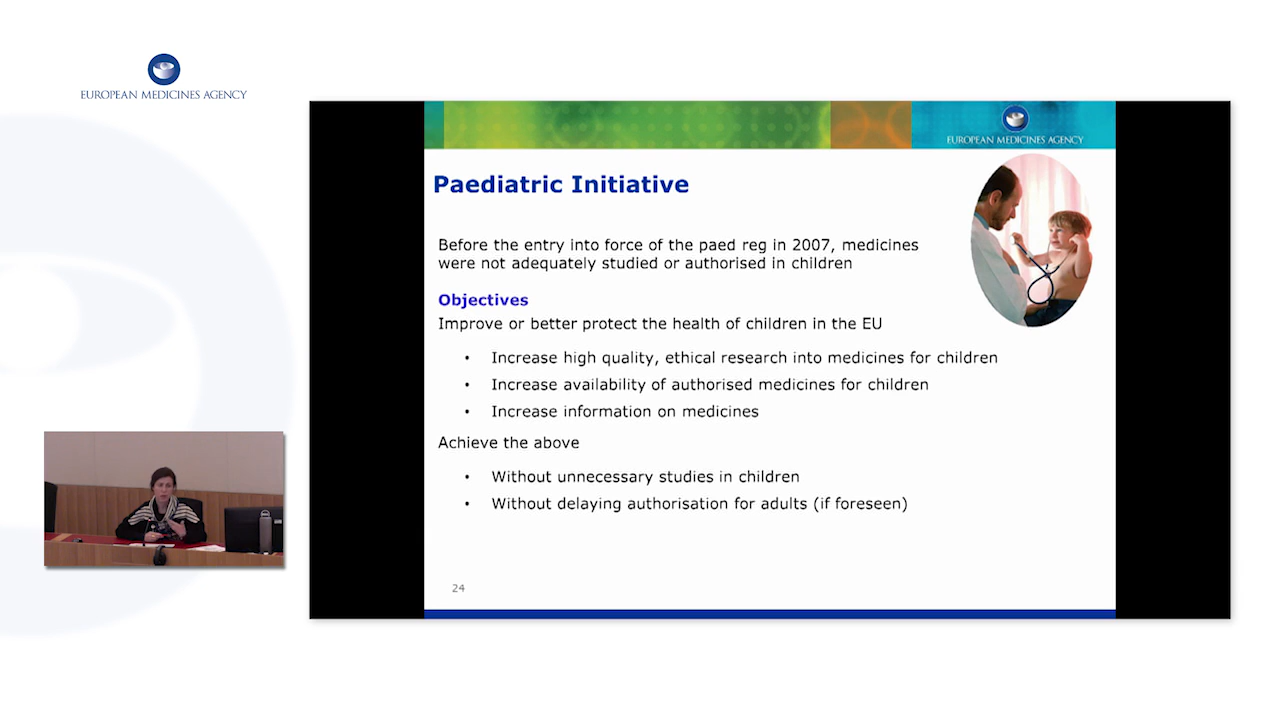 EUROPEAN MEDICINES AGENCY
EUROPEAN MEDICINES AGENCY
Paediatric Initiative
Before the entry into force of the paed reg in 2007, medicines
were not adequately studied or authorised in children
Objectives
Improve or better protect the health of children in the EU
• Increase high quality, ethical research into medicines for children
• Increase availability of authorised medicines for children
• Increase information on medicines
Achieve the above
• Without unnecessary studies in children
• Without delaying authorisation for adults (if foreseen)
24